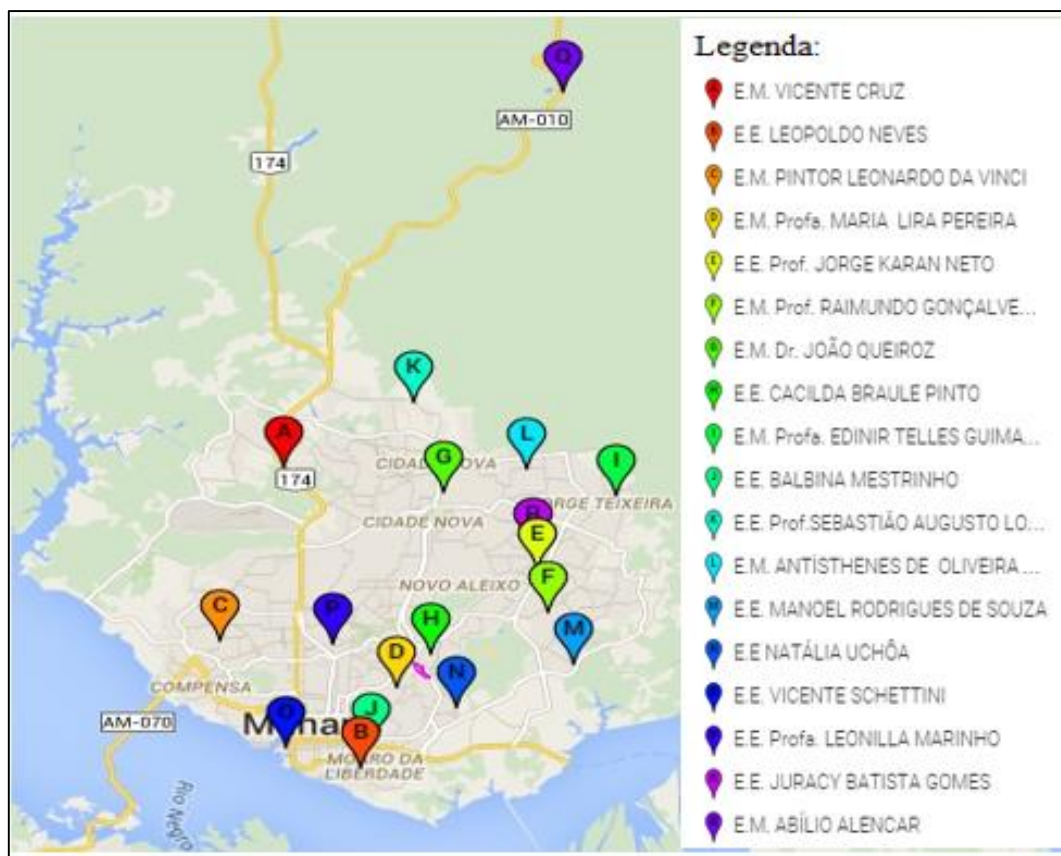 Q
AM-010
174
K
A
L
G
CIDADE NOVA
I
174
JORGE TEIXEIRA
CIDADE NOVA
R
E
NOVO ALEIXO
F
C
P
H
M
D
N
COMPENSA
J
AM-070
O
Manaus
B
MORRO DA
LIBERDADE
Rio Negro
Legenda:
A E.M. VICENTE CRUZ
B E.E. LEOPOLDO NEVES
C E.M. PINTOR LEONARDO DA VINCI
D E.M. Profa. MARIA LIRA PEREIRA
E E.E. Prof. JORGE KARAN NETO
F E.M. Prof. RAIMUNDO GONÇALVE...
G E.M. Dr. JOÃO QUEIROZ
H E.E. CACILDA BRAULE PINTO
I E.M. Profa. EDINIR TELLES GUIMA...
J E.E. BALBINA MESTRINHO
K E.E. Prof.SEBASTIÃO AUGUSTO LO...
L E.M. ANTÍSTHENES DE OLIVEIRA ...
M E.E. MANOEL RODRIGUES DE SOUZA
N E.E NATÁLIA UCHÔA
E.E. VICENTE SCHETTINI
E.E. Profa. LEONILLA MARINHO
E.E. JURACY BATISTA GOMES
E.M. ABÍLIO ALENCAR